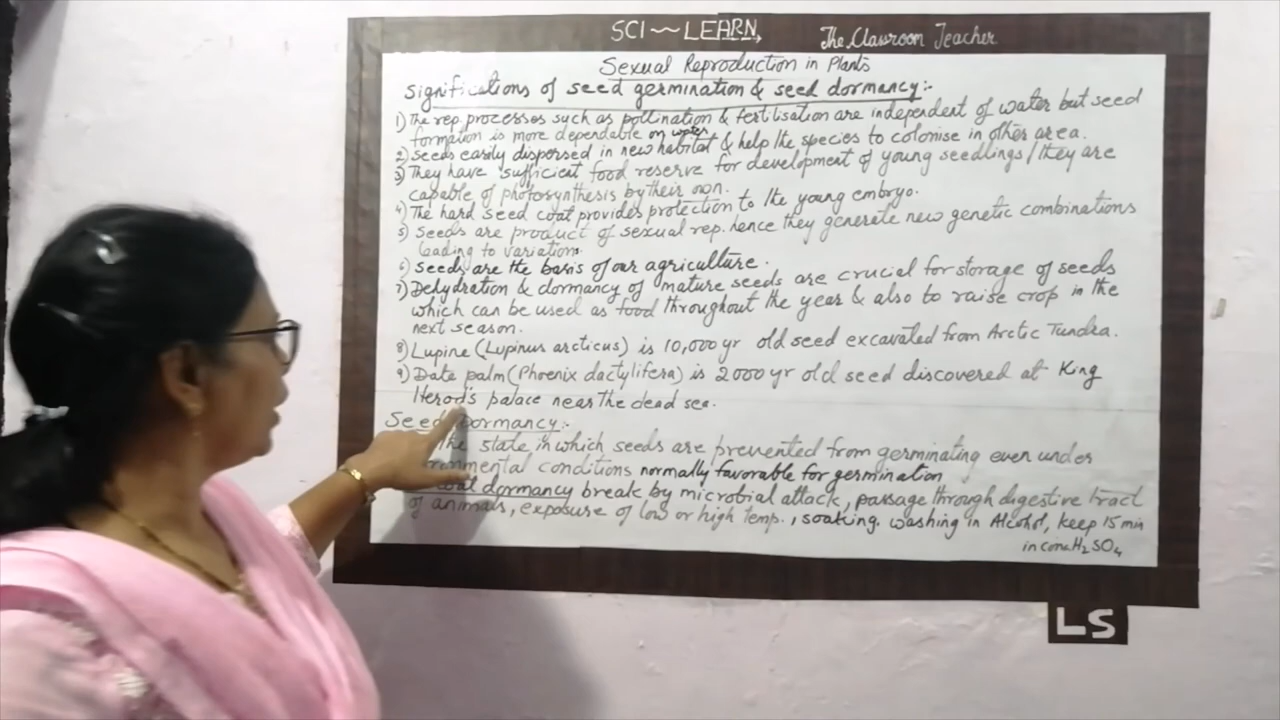 SCI~LEARN, The Classroom Teacher
Sexual Reproduction in Plants
Significations of seed germination & seed dormancy:-
1) The rep processes such as pollination & fertilisation are independent of water but seed
formation is more dependable on water
2) Seeds easily dispersed in new habitat & help the species to colonise in other area.
3) They have sufficient food reserve for development of young seedlings / they are
capable of photosynthesis by their own.
4) The hard seed coat provides protection to the young embryo.
5) Seeds are product of sexual rep. hence they generate new genetic combinations
leading to variations.
6) Seeds are the basis of our agriculture.
7) Dehydration & dormancy of mature seeds are crucial for storage of seeds
which can be used as food throughout the year & also to raise crop in the
next season.
8) Lupine (Lupinus arcticus) is 10,000 yr old seed excavated from Arctic Tundra.
9) Date palm (Phoenix dactylifera) is 2000 yr old seed discovered at King
Herod's palace near the dead sea.
Seed Dormancy:-
The state in which seeds are prevented from germinating even under
conditions normally favorable for germination
dormancy break by microbial attack, passage through digestive tract
of animals, exposure of low or high temp., soaking. washing in Alcohol, keep 15 min
in conc H₂SO₄
LS